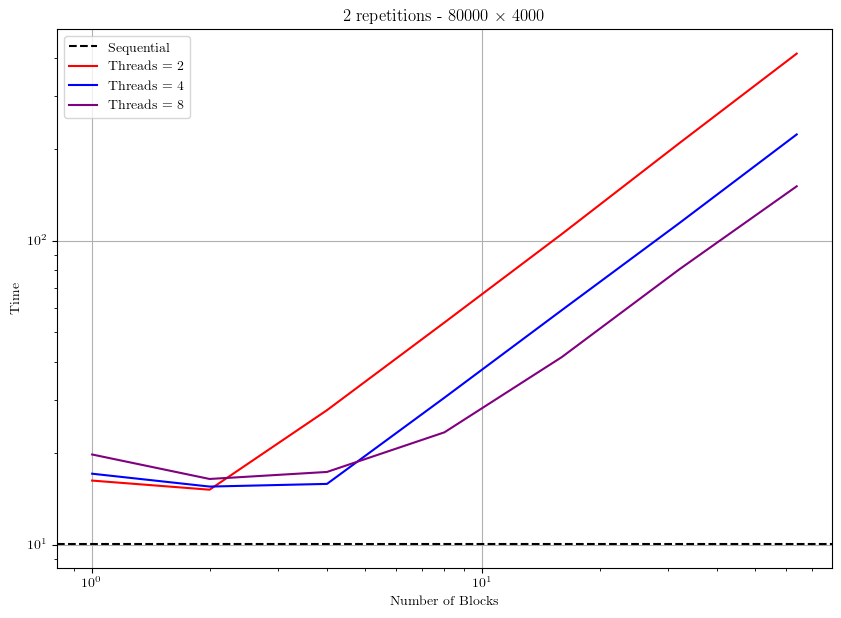 2 repetitions - 80000 × 4000
Sequential
Threads = 2
Threads = 4
Threads = 8
Time
10²
10¹
10⁰
10¹
Number of Blocks